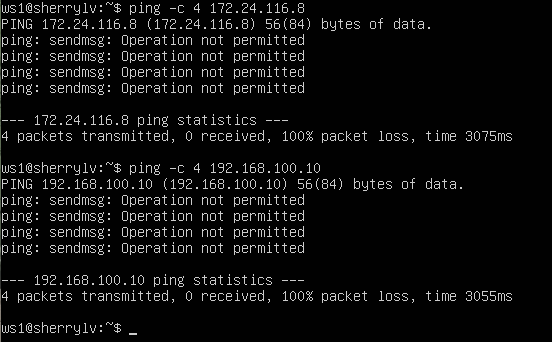 ws1@sherrylv:~$ ping -c 4 172.24.116.8
PING 172.24.116.8 (172.24.116.8) 56(84) bytes of data.
ping: sendmsg: Operation not permitted
ping: sendmsg: Operation not permitted
ping: sendmsg: Operation not permitted
ping: sendmsg: Operation not permitted
--- 172.24.116.8 ping statistics ---
4 packets transmitted, 0 received, 100% packet loss, time 3075ms
ws1@sherrylv:~$ ping -c 4 192.168.100.10
PING 192.168.100.10 (192.168.100.10) 56(84) bytes of data.
ping: sendmsg: Operation not permitted
ping: sendmsg: Operation not permitted
ping: sendmsg: Operation not permitted
ping: sendmsg: Operation not permitted
--- 192.168.100.10 ping statistics ---
4 packets transmitted, 0 received, 100% packet loss, time 3055ms
ws1@sherrylv:~$ _